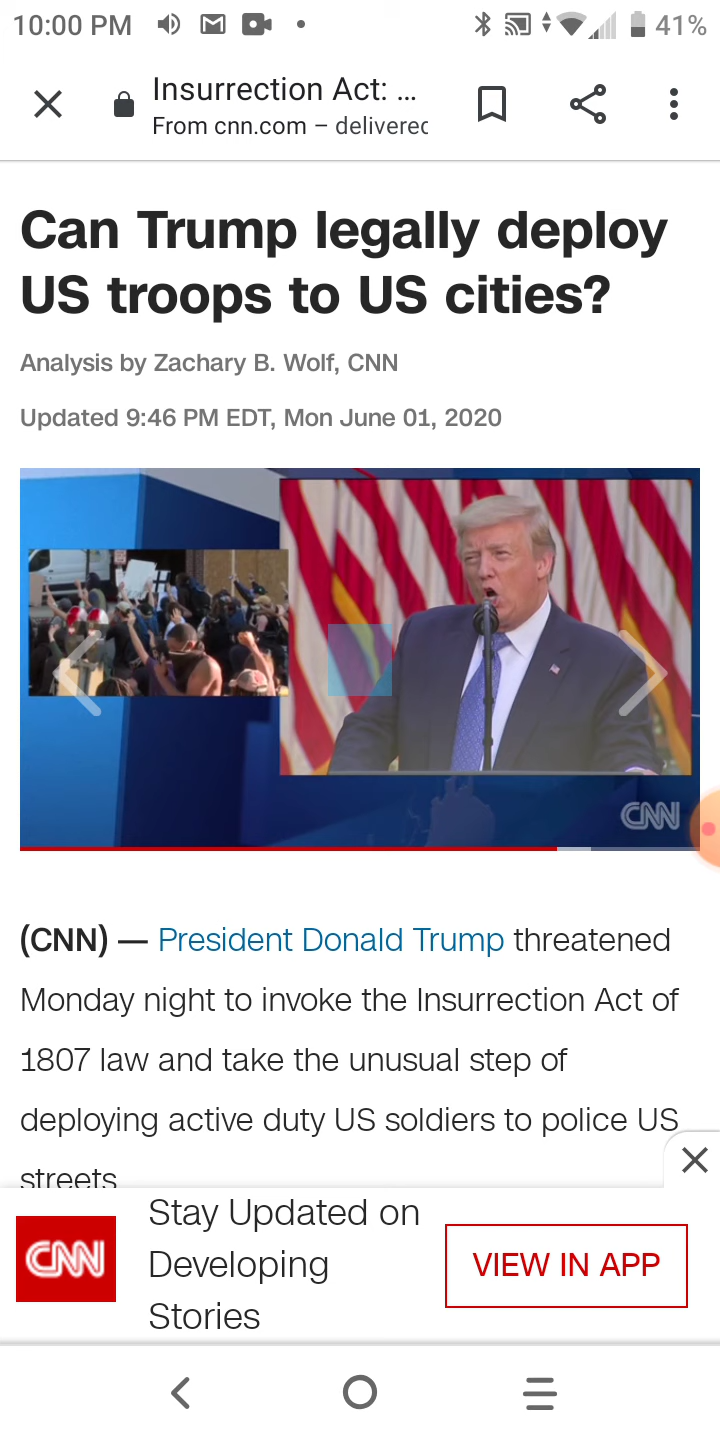 10:00 PM
41%
Insurrection Act: ...
From cnn.com – delivered
Can Trump legally deploy
US troops to US cities?
Analysis by Zachary B. Wolf, CNN
Updated 9:46 PM EDT, Mon June 01, 2020
CNN
(CNN) — President Donald Trump threatened
Monday night to invoke the Insurrection Act of
1807 law and take the unusual step of
deploying active duty US soldiers to police US
streets
CNN
Stay Updated on
Developing
Stories
VIEW IN APP